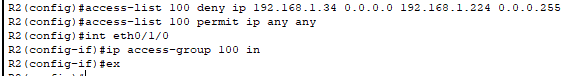 R2(config)#access-list 100 deny ip 192.168.1.34 0.0.0.0 192.168.1.224 0.0.0.255
R2(config)#access-list 100 permit ip any any
R2(config)#int eth0/1/0
R2(config-if)#ip access-group 100 in
R2(config-if)#ex